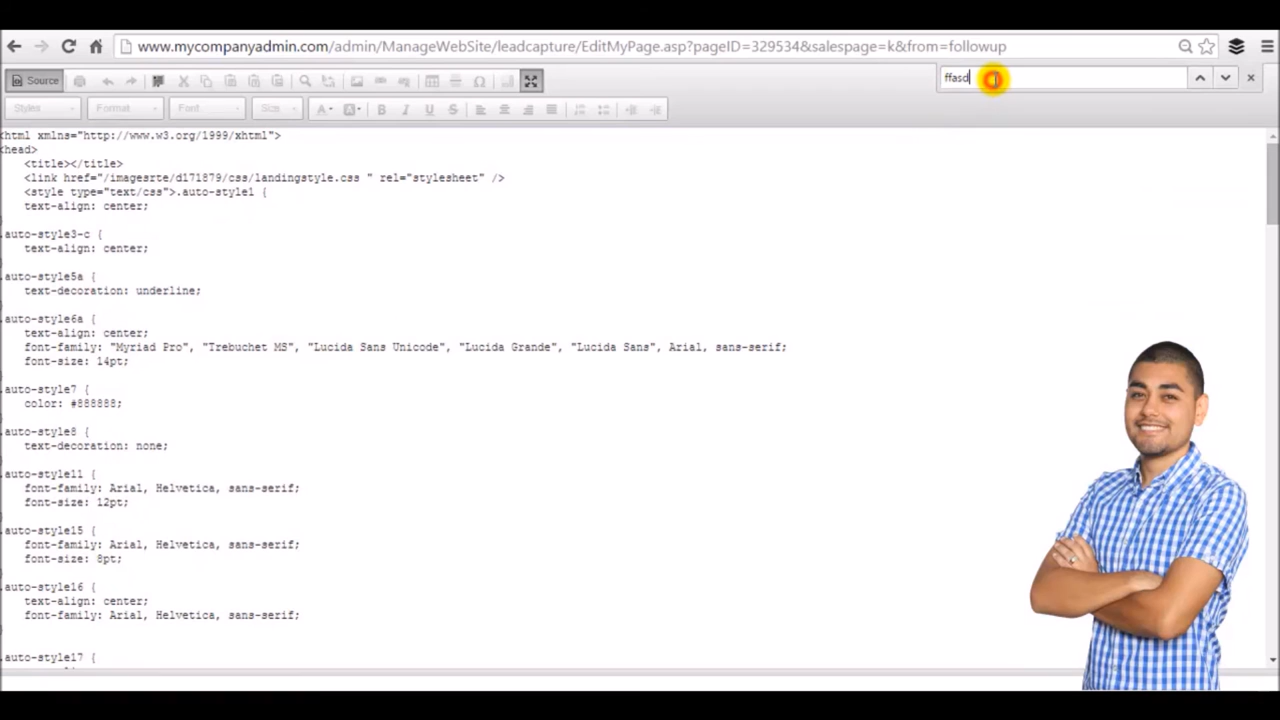 www.mycompanyadmin.com/admin/ManageWebSite/leadcapture/EditMyPage.asp?pageID=329534&salespage=k&from=followup
Source
ffasd
Styles Format Font Size A A B I U S
<html xmlns="http://www.w3.org/1999/xhtml">
<head>
<title></title>
<link href="/imagesrte/d171879/css/landingstyle.css " rel="stylesheet" />
<style type="text/css">.auto-style1 {
text-align: center;
}
.auto-style3-c {
text-align: center;
}
.auto-style5a {
text-decoration: underline;
}
.auto-style6a {
text-align: center;
font-family: "Myriad Pro", "Trebuchet MS", "Lucida Sans Unicode", "Lucida Grande", "Lucida Sans", Arial, sans-serif;
font-size: 14pt;
}
.auto-style7 {
color: #888888;
}
.auto-style8 {
text-decoration: none;
}
.auto-style11 {
font-family: Arial, Helvetica, sans-serif;
font-size: 12pt;
}
.auto-style15 {
font-family: Arial, Helvetica, sans-serif;
font-size: 8pt;
}
.auto-style16 {
text-align: center;
font-family: Arial, Helvetica, sans-serif;
}
.auto-style17 {